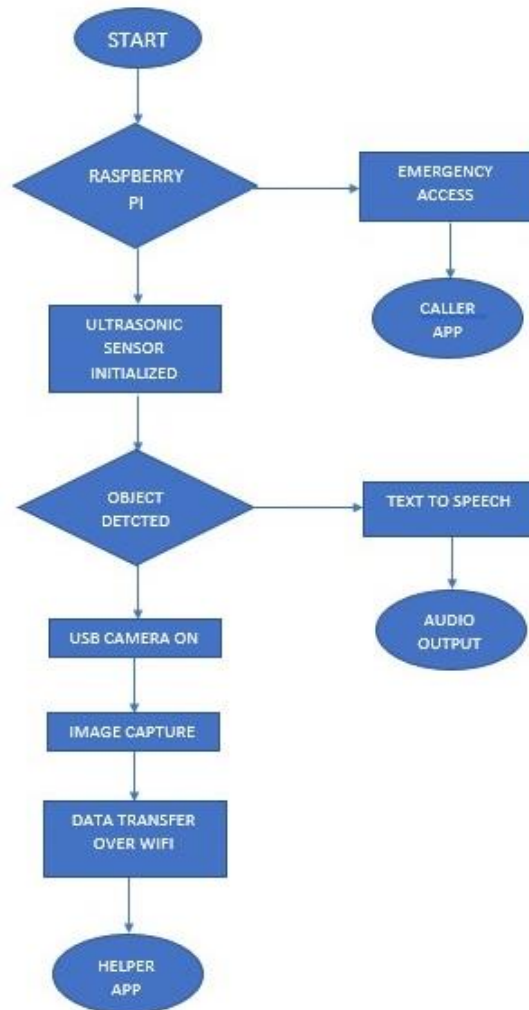 START
RASPBERRY
PI
EMERGENCY
ACCESS
CALLER
APP
ULTRASONIC
SENSOR
INITIALIZED
OBJECT
DETCTED
TEXT TO SPEECH
AUDIO
OUTPUT
USB CAMERA ON
IMAGE CAPTURE
DATA TRANSFER
OVER WIFI
HELPER
APP